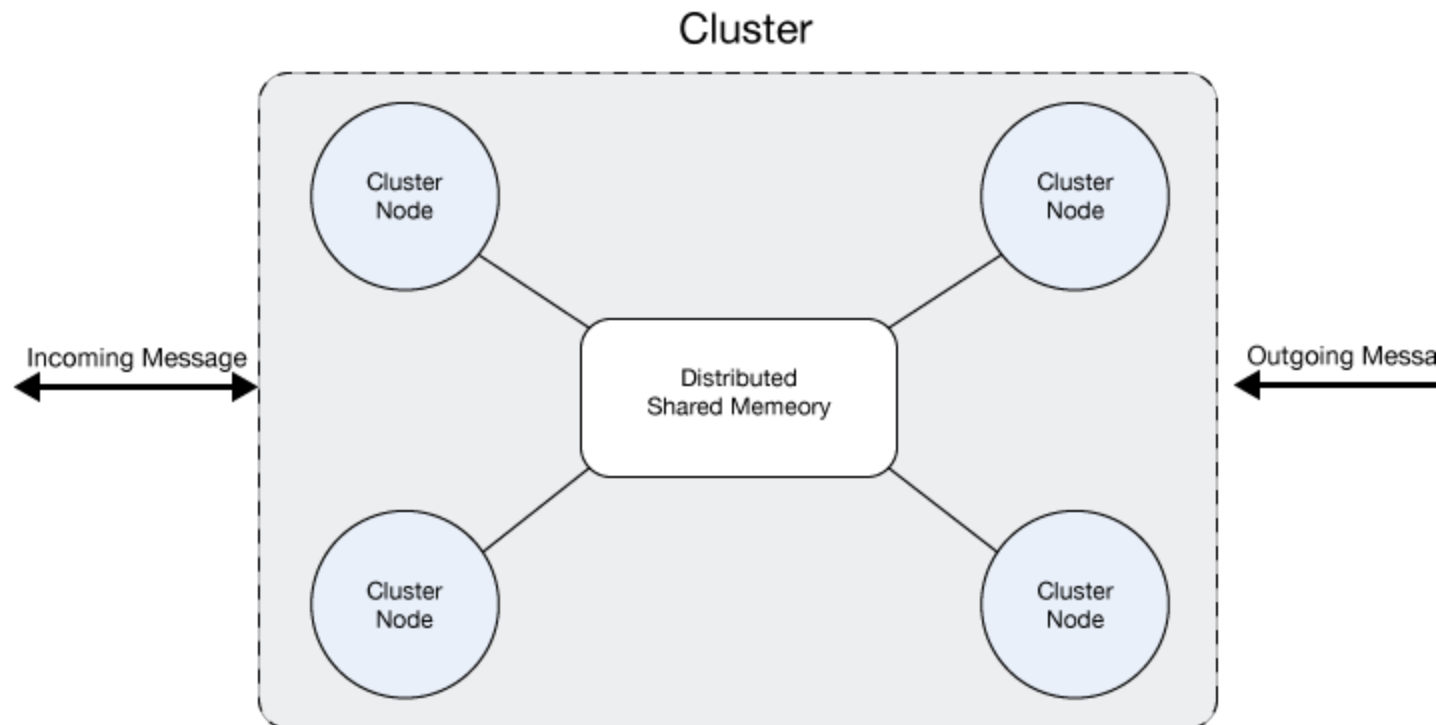 Cluster
Cluster
Node
Cluster
Node
Incoming Message
Outgoing Messa
Distributed
Shared Memeory
Cluster
Node
Cluster
Node